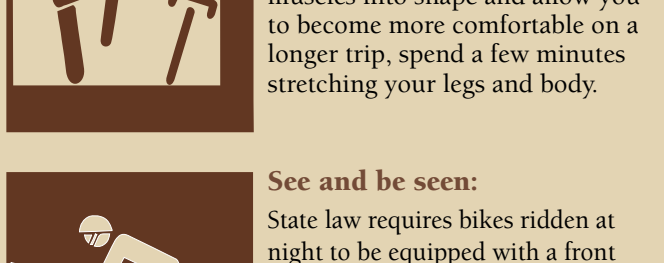 muscles into shape and allow you
to become more comfortable on a
longer trip, spend a few minutes
stretching your legs and body.
See and be seen:
State law requires bikes ridden at
night to be equipped with a front